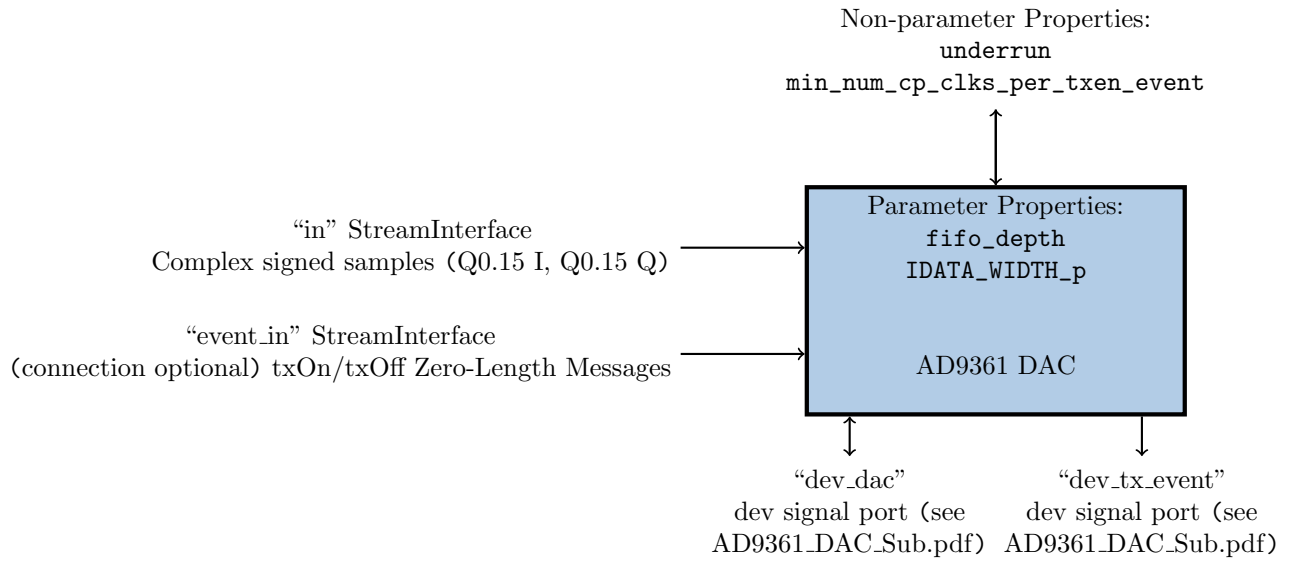 Non-parameter Properties:
underrun
min_num_cp_clks_per_txen_event
Parameter Properties:
fifo_depth
IDATA_WIDTH_p
“in” StreamInterface
Complex signed samples (Q0.15 I, Q0.15 Q)
“event_in” StreamInterface
(connection optional) txOn/txOff Zero-Length Messages
AD9361 DAC
“dev_dac”
dev signal port (see
AD9361_DAC_Sub.pdf)
“dev_tx_event”
dev signal port (see
AD9361_DAC_Sub.pdf)